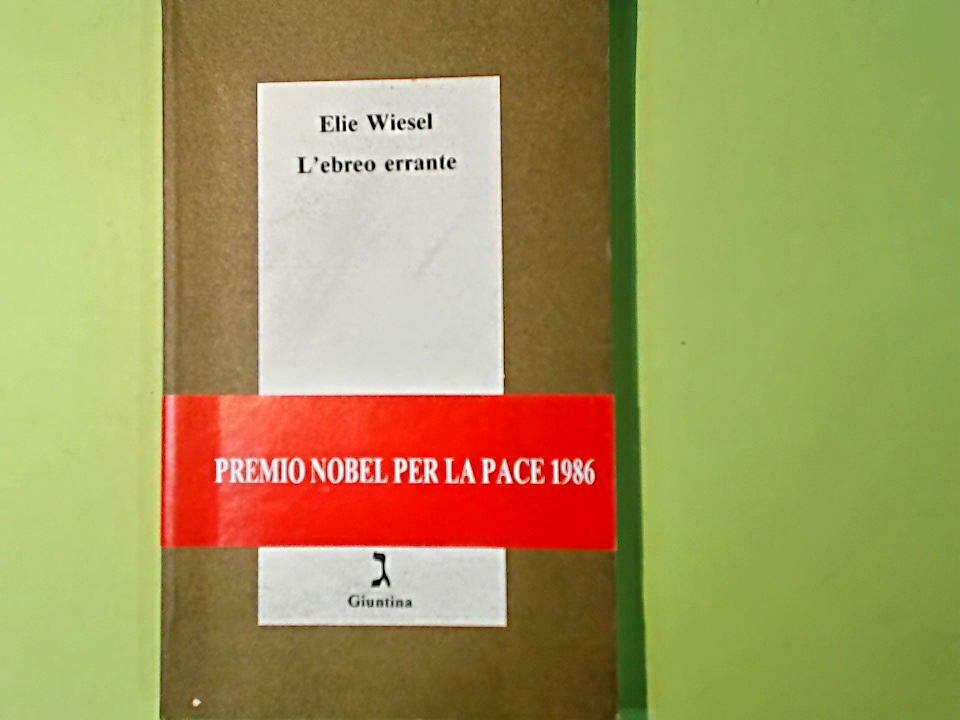 Elie Wiesel
L'ebreo errante
PREMIO NOBEL PER LA PACE 1986
ג
Giuntina